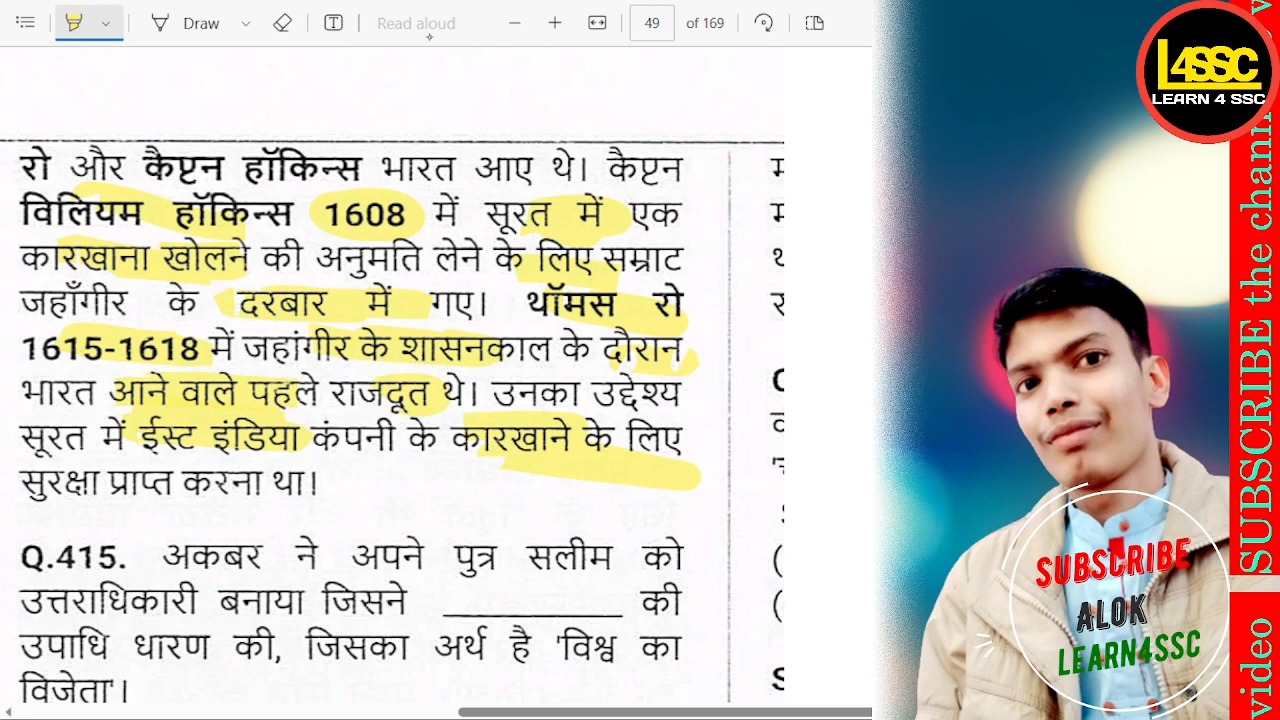 Draw
Read aloud
49
of 169
रो और कैप्टन हॉकिन्स भारत आए थे। कैप्टन
विलियम हॉकिन्स 1608 में सूरत में एक
कारखाना खोलने की अनुमति लेने के लिए सम्राट
जहाँगीर के दरबार में गए। थॉमस रो
1615-1618 में जहांगीर के शासनकाल के दौरान
भारत आने वाले पहले राजदूत थे। उनका उद्देश्य
सूरत में ईस्ट इंडिया कंपनी के कारखाने के लिए
सुरक्षा प्राप्त करना था।
Q.415. अकबर ने अपने पुत्र सलीम को
उत्तराधिकारी बनाया जिसने ____________ की
उपाधि धारण की, जिसका अर्थ है 'विश्व का
विजेता'।
L4SSC
LEARN 4 SSC
SUBSCRIBE
ALOK
LEARN4SSC
SUBSCRIBE the chann
video